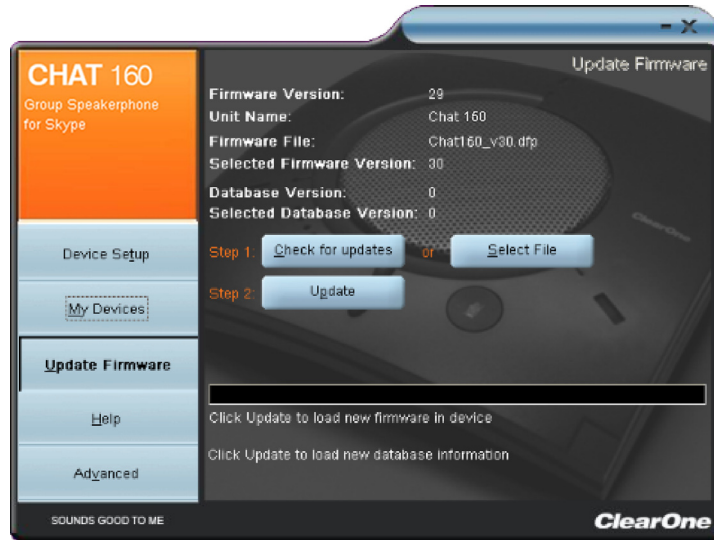 - X
CHAT 160
Group Speakerphone
for Skype
Device Setup
My Devices
Update Firmware
Help
Advanced
SOUNDS GOOD TO ME
Update Firmware
Firmware Version: 29
Unit Name: Chat 160
Firmware File: Chat160_v30.dfp
Selected Firmware Version: 30
Database Version: 0
Selected Database Version: 0
Step 1: Check for updates or Select File
Step 2: Update
Click Update to load new firmware in device
Click Update to load new database information
ClearOne
ClearOne